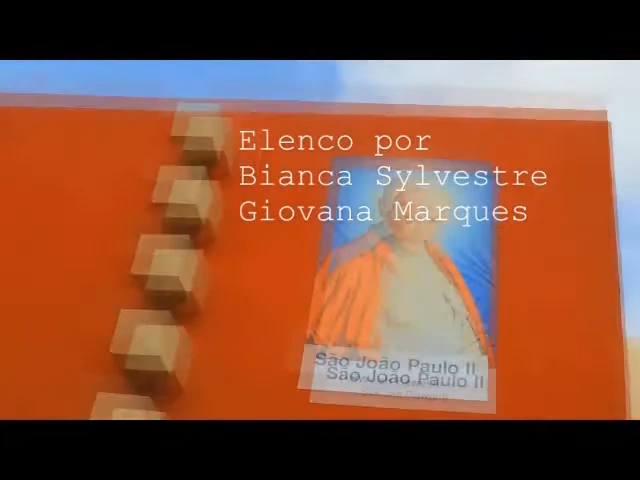 Elenco por
Bianca Sylvestre
Giovana Marques
São João Paulo II
São João Paulo II